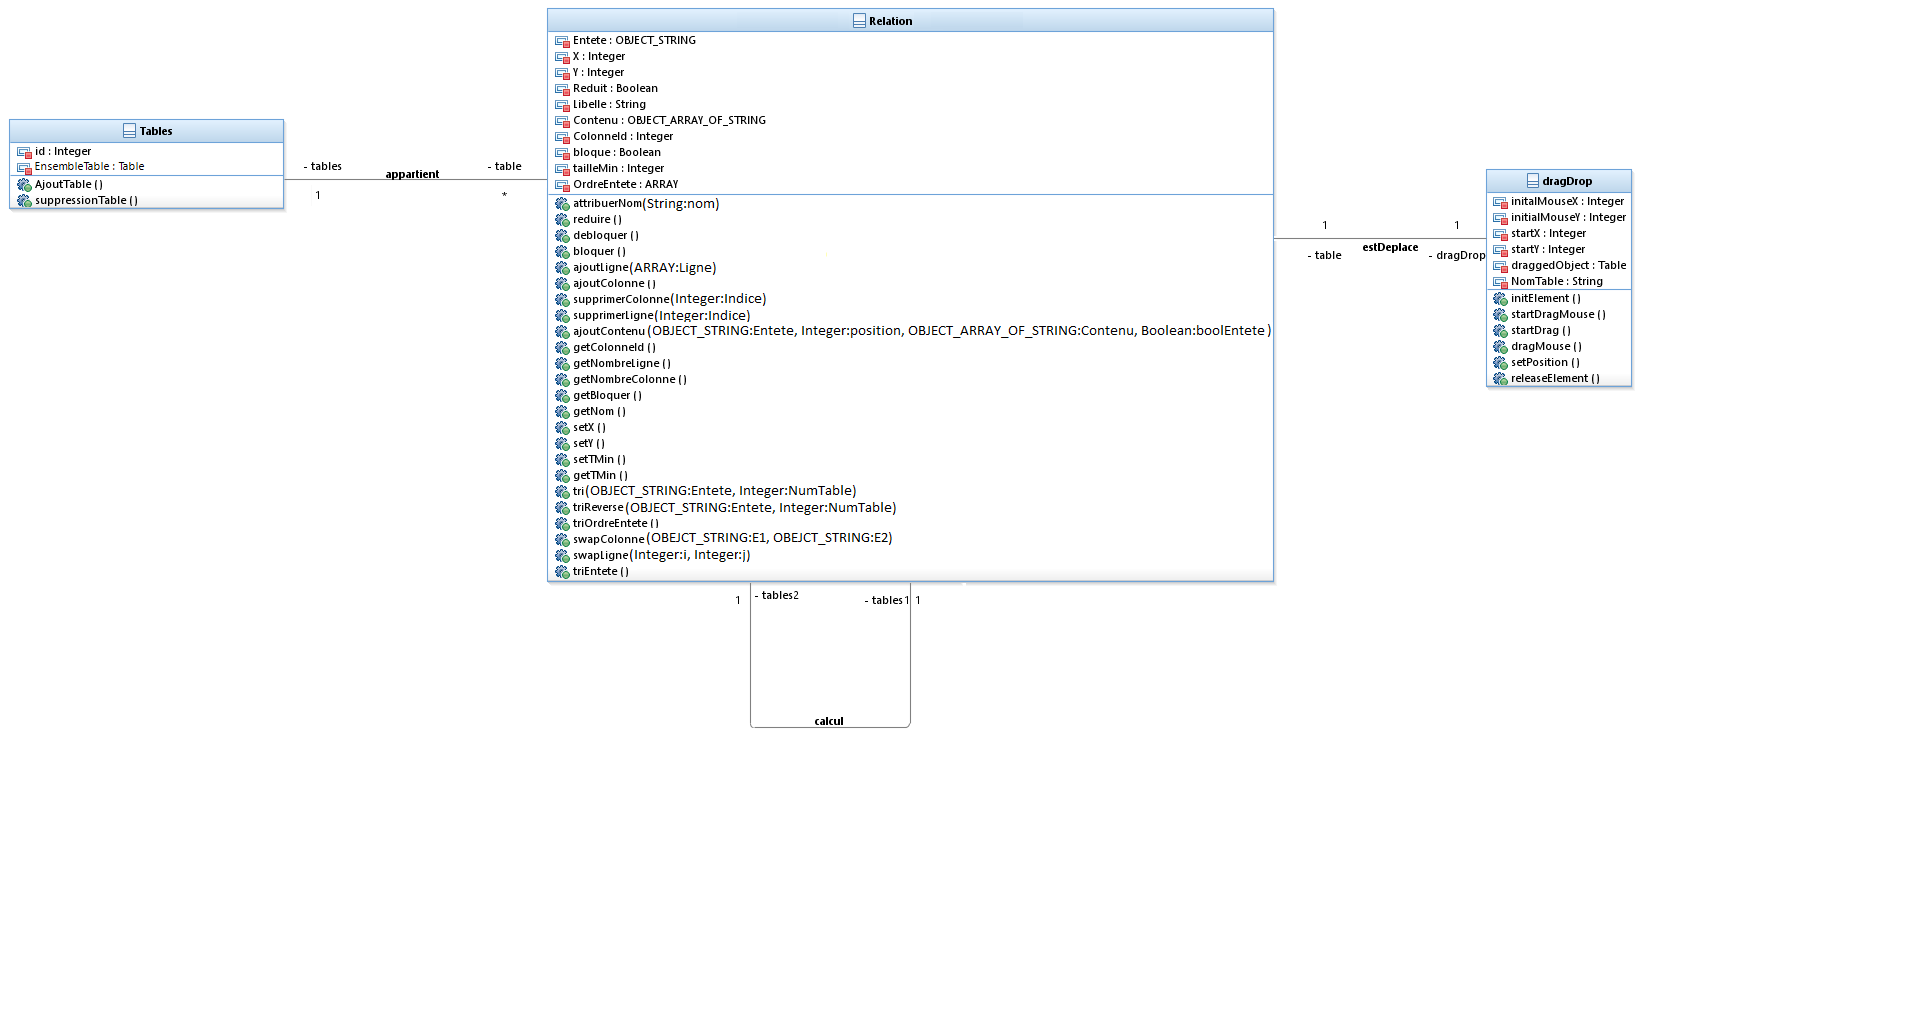 Tables
id : Integer
EnsembleTable : Table
AjoutTable ()
suppressionTable ()
- tables
1
appartient
- table
*
Relation
Entete : OBJECT_STRING
X : Integer
Y : Integer
Reduit : Boolean
Libelle : String
Contenu : OBJECT_ARRAY_OF_STRING
ColonneId : Integer
bloque : Boolean
tailleMin : Integer
OrdreEntete : ARRAY
attribuerNom(String:nom)
reduire ()
debloquer ()
bloquer ()
ajoutLigne(ARRAY:Ligne)
ajoutColonne ()
supprimerColonne(Integer:Indice)
supprimerLigne(Integer:Indice)
ajoutContenu(OBJECT_STRING:Entete, Integer:position, OBJECT_ARRAY_OF_STRING:Contenu, Boolean:boolEntete)
getColonneId ()
getNombreLigne ()
getNombreColonne ()
getBloquer ()
getNom ()
setX ()
setY ()
setTMin ()
getTMin ()
tri(OBJECT_STRING:Entete, Integer:NumTable)
triReverse(OBJECT_STRING:Entete, Integer:NumTable)
triOrdreEntete ()
swapColonne(OBEJCT_STRING:E1, OBEJCT_STRING:E2)
swapLigne(Integer:i, Integer:j)
triEntete ()
1
- tables2
- tables1
1
calcul
1
- table
estDeplace
1
- dragDrop
dragDrop
initalMouseX : Integer
initialMouseY : Integer
startX : Integer
startY : Integer
draggedObject : Table
NomTable : String
initElement ()
startDragMouse ()
startDrag ()
dragMouse ()
setPosition ()
releaseElement ()